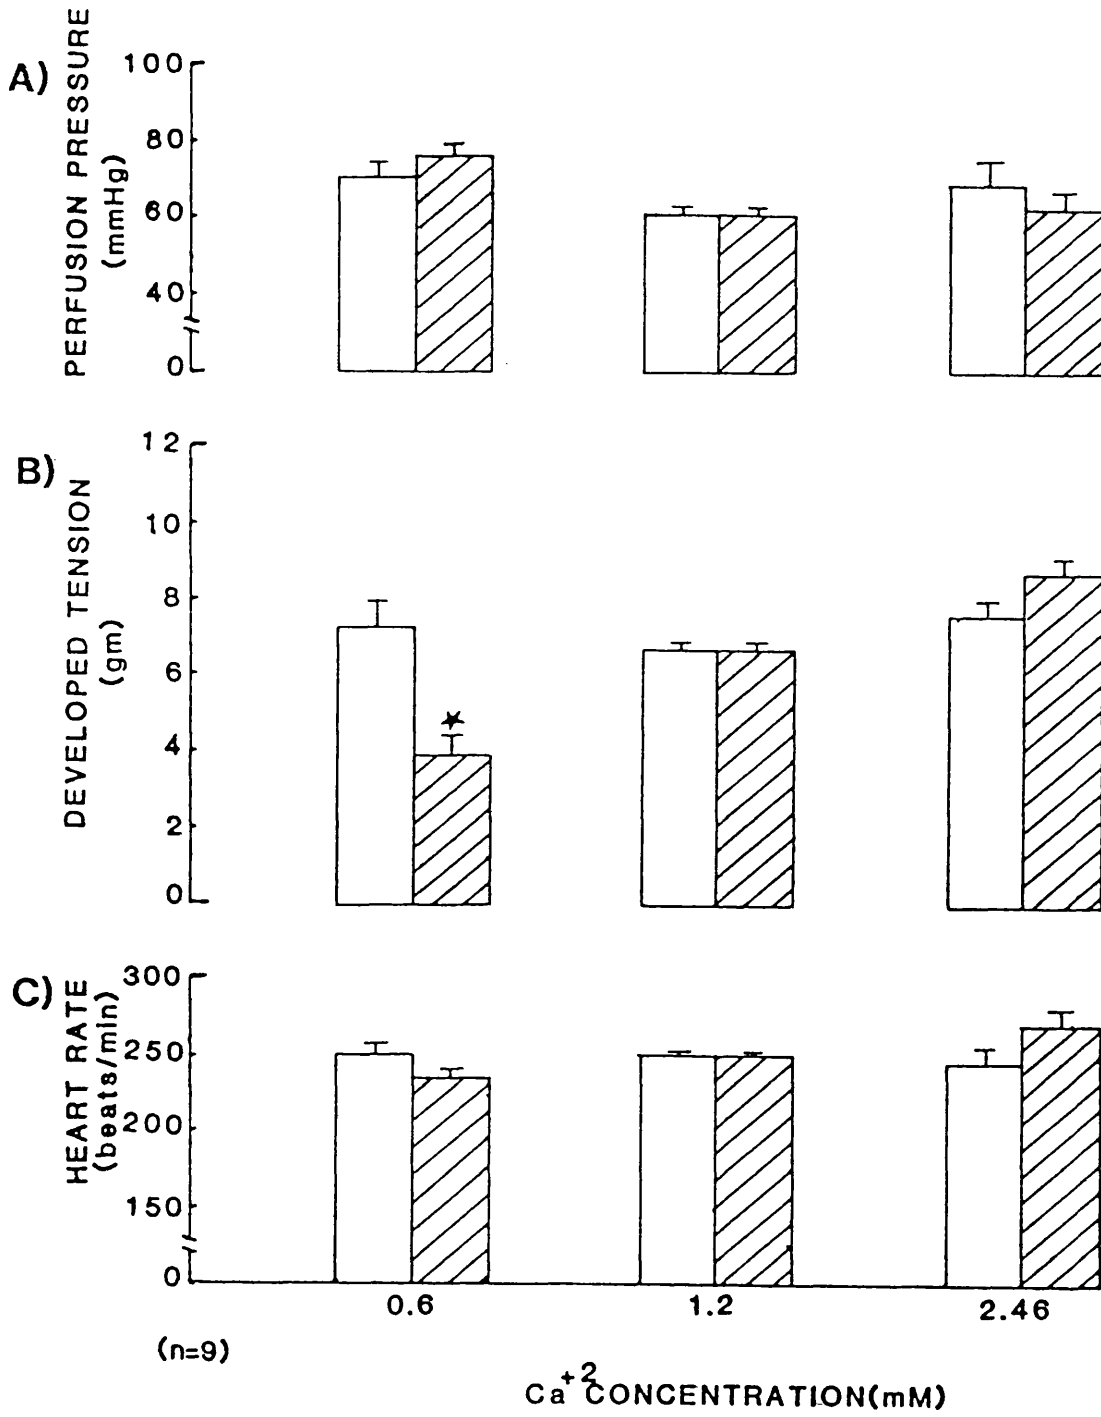 A)
PERFUSION PRESSURE
(mmHg)
100
80
60
40
0
B)
DEVELOPED TENSION
(gm)
12
10
8
6
4
2
0
C)
HEART RATE
(beats/min)
300
250
200
150
0
0.6
1.2
2.46
(n=9)
Ca+2 CONCENTRATION(mM)